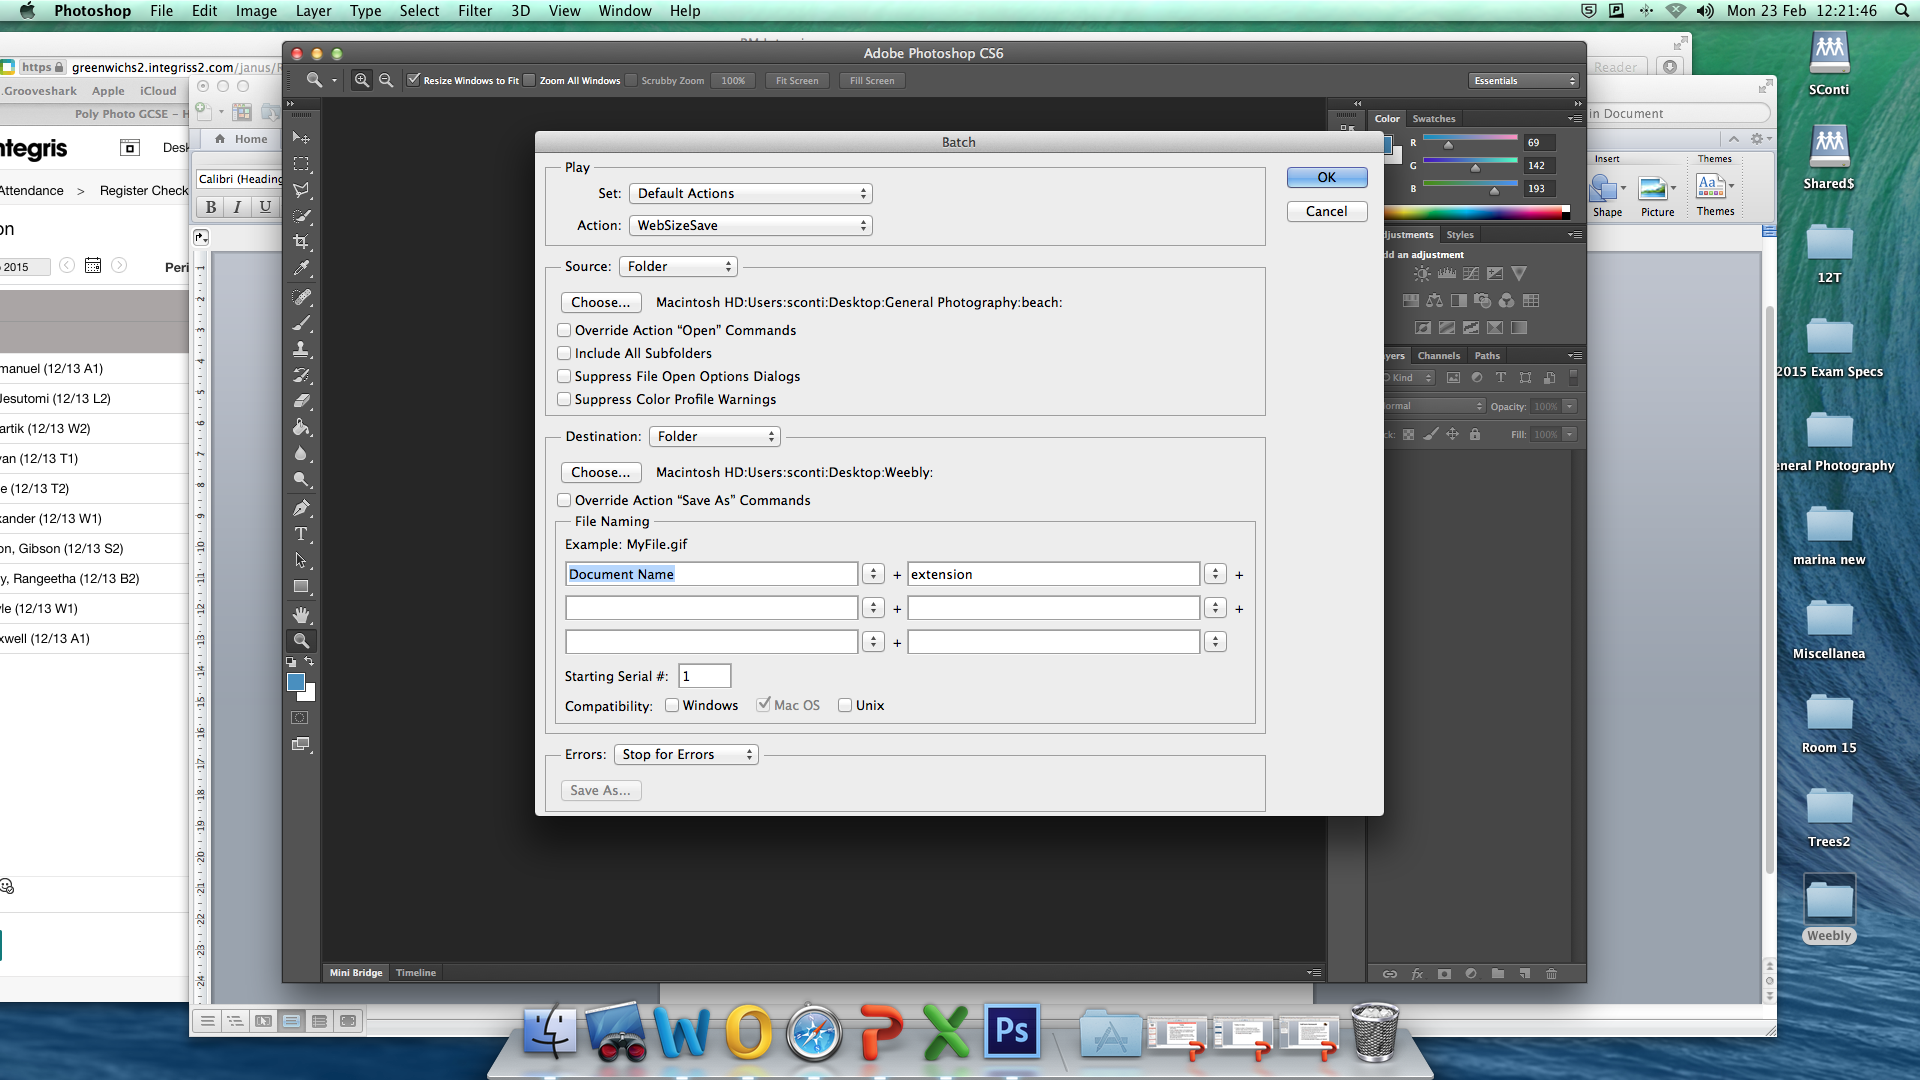 Photoshop File Edit Image Layer Type Select Filter 3D View Window Help
Mon 23 Feb 12:21:46
https greenwichs2.integriss2.com/janus/
.Grooveshark Apple iCloud
Poly Photo GCSE - H
Home
ntegris
Desk
Attendance > Register Check
Calibri (Heading
B I U
on
2015
Peri
manuel (12/13 A1)
Jesutomi (12/13 L2)
artik (12/13 W2)
van (12/13 T1)
e (12/13 T2)
xander (12/13 W1)
on, Gibson (12/13 S2)
y, Rangeetha (12/13 B2)
yle (12/13 W1)
xwell (12/13 A1)
Adobe Photoshop CS6
Resize Windows to Fit Zoom All Windows Scrubby Zoom 100% Fit Screen Fill Screen
Essentials
Batch
Play
Set: Default Actions
Action: WebSizeSave
OK
Cancel
Source: Folder
Choose... Macintosh HD:Users:sconti:Desktop:General Photography:beach:
Override Action “Open” Commands
Include All Subfolders
Suppress File Open Options Dialogs
Suppress Color Profile Warnings
Destination: Folder
Choose... Macintosh HD:Users:sconti:Desktop:Weebly:
Override Action “Save As” Commands
File Naming
Example: MyFile.gif
Document Name + extension +
+ +
+
Starting Serial #: 1
Compatibility: Windows Mac OS Unix
Errors: Stop for Errors
Save As...
Mini Bridge Timeline
Color Swatches
R 69
G 142
B 193
djustments Styles
dd an adjustment
yers Channels Paths
Kind
ormal Opacity: 100%
ck: Fill: 100%
Reader
in Document
Insert Themes
Shape Picture Themes
SConti
Shared$
12T
2015 Exam Specs
eneral Photography
marina new
Miscellanea
Room 15
Trees2
Weebly
Ps